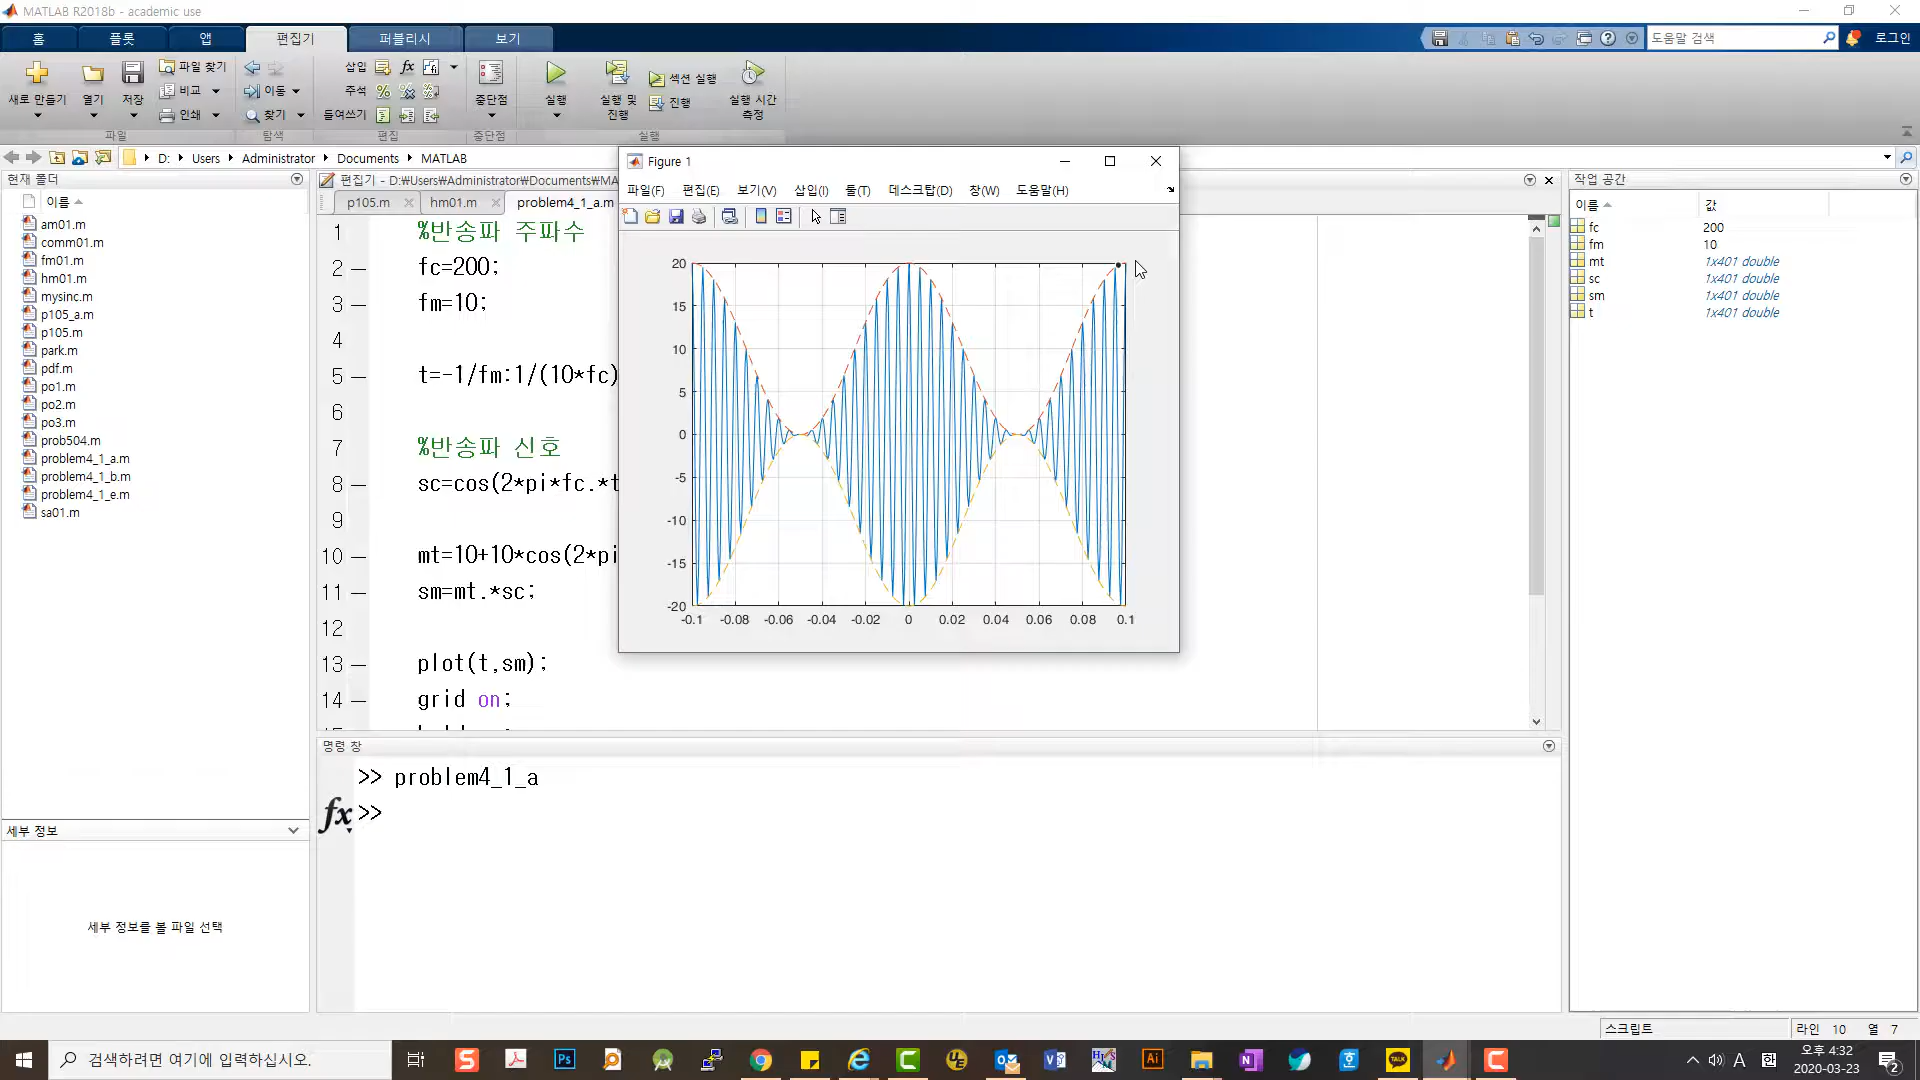 MATLAB R2018b - academic use
홈 플롯 앱 편집기 퍼블리시 보기
도움말 검색
로그인
새로 만들기 열기 저장 파일 찾기 비교 인쇄
파일
이동 찾기
탐색
삽입 주석 들여쓰기
편집
중단점
중단점
실행 실행 및 진행 섹션 실행 진행 실행 시간 측정
실행
D: Users Administrator Documents MATLAB
현재 폴더
이름
am01.m
comm01.m
fm01.m
hm01.m
mysinc.m
p105_a.m
p105.m
park.m
pdf.m
po1.m
po2.m
po3.m
prob504.m
problem4_1_a.m
problem4_1_b.m
problem4_1_e.m
sa01.m
세부 정보
세부 정보를 볼 파일 선택
편집기 - D:₩Users₩Administrator₩Documents₩MA
p105.m hm01.m problem4_1_a.m
1 %반송파 주파수
2 fc=200;
3 fm=10;
4
5 t=-1/fm:1/(10*fc)
6
7 %반송파 신호
8 sc=cos(2*pi*fc.*t
9
10 mt=10+10*cos(2*pi
11 sm=mt.*sc;
12
13 plot(t,sm);
14 grid on;
Figure 1
파일(F) 편집(E) 보기(V) 삽입(I) 툴(T) 데스크탑(D) 창(W) 도움말(H)
20
15
10
5
0
-5
-10
-15
-20
-0.1 -0.08 -0.06 -0.04 -0.02 0 0.02 0.04 0.06 0.08 0.1
명령 창
>> problem4_1_a
fx >>
작업 공간
이름 값
fc 200
fm 10
mt 1x401 double
sc 1x401 double
sm 1x401 double
t 1x401 double
스크립트 라인 10 열 7
검색하려면 여기에 입력하십시오.
A 한
오후 4:32
2020-03-23
2